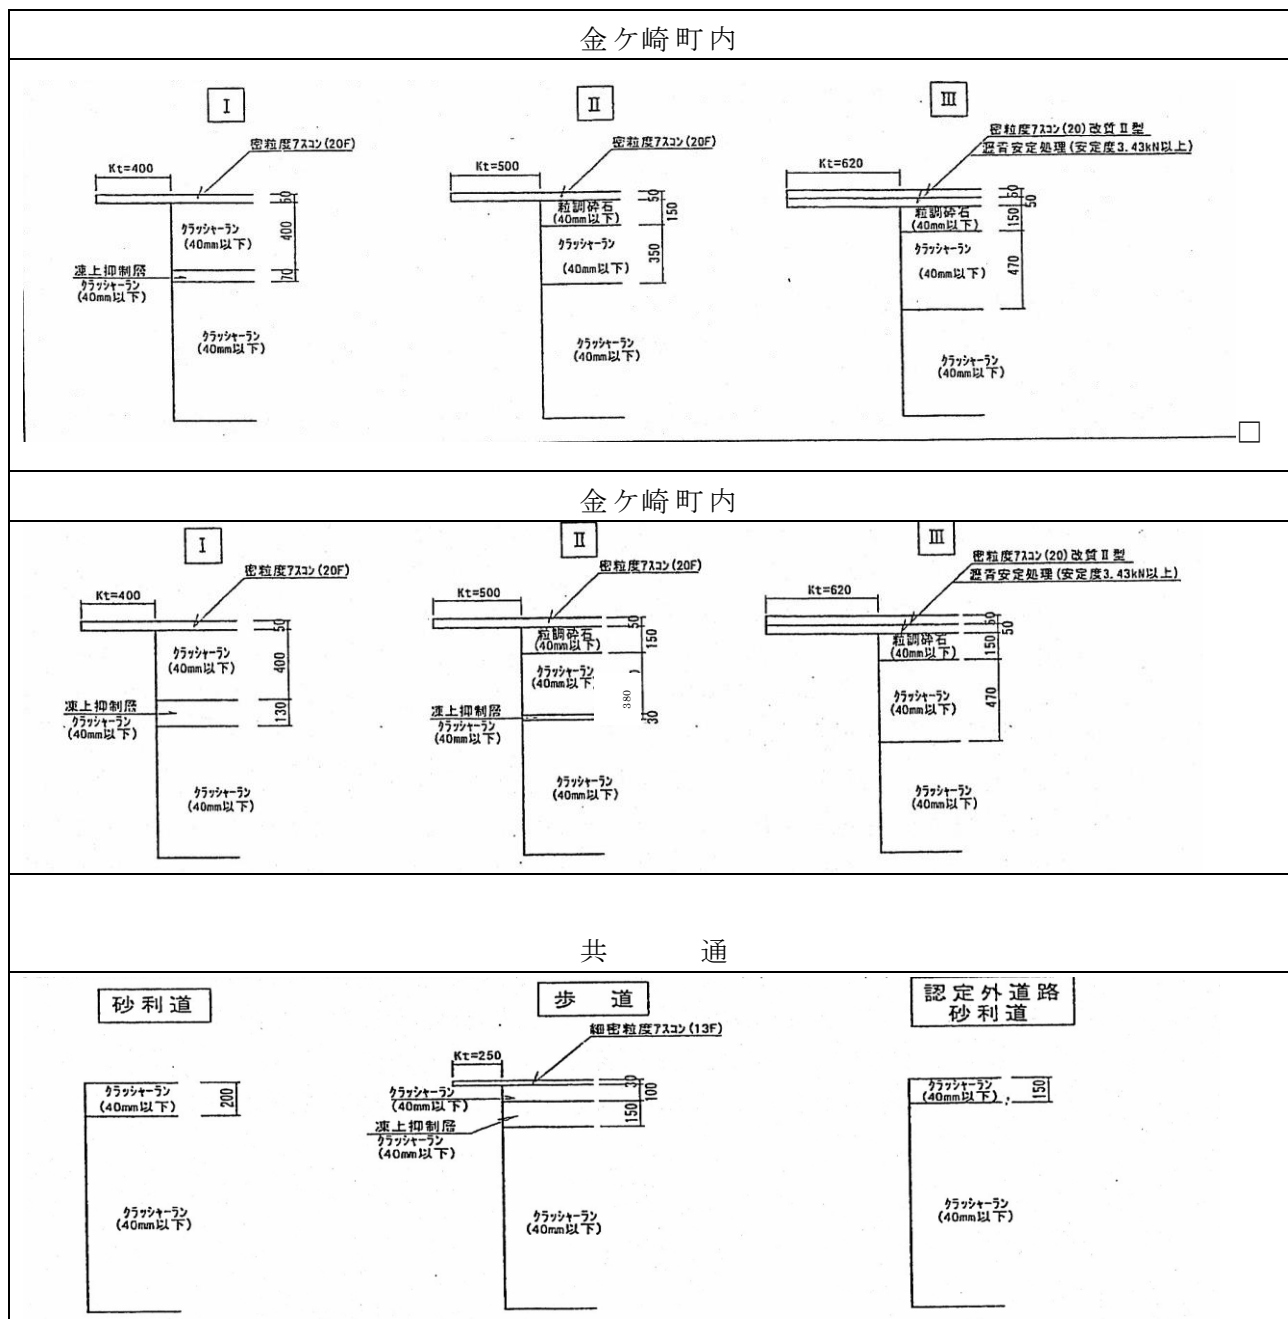 金ケ崎町内
Ⅰ
Ⅱ
Ⅲ
密粒度アスコン(20F)
Kt=400
50
クラッシャーラン
(40mm以下)
400
凍上抑制層
クラッシャーラン
(40mm以下)
70
クラッシャーラン
(40mm以下)
密粒度アスコン(20F)
Kt=500
50
粒調砕石
(40mm以下)
150
クラッシャーラン
(40mm以下)
350
クラッシャーラン
(40mm以下)
密粒度アスコン(20)改質Ⅱ型
瀝青安定処理(安定度3.43kN以上)
Kt=620
50
50
粒調砕石
(40mm以下)
150
クラッシャーラン
(40mm以下)
470
クラッシャーラン
(40mm以下)
金ケ崎町内
Ⅰ
Ⅱ
Ⅲ
密粒度アスコン(20F)
Kt=400
50
クラッシャーラン
(40mm以下)
400
凍上抑制層
クラッシャーラン
(40mm以下)
130
クラッシャーラン
(40mm以下)
密粒度アスコン(20F)
Kt=500
50
粒調砕石
(40mm以下)
150
クラッシャーラン
(40mm以下)
380
凍上抑制層
クラッシャーラン
(40mm以下)
30
クラッシャーラン
(40mm以下)
密粒度アスコン(20)改質Ⅱ型
瀝青安定処理(安定度3.43kN以上)
Kt=620
50
50
粒調砕石
(40mm以下)
150
クラッシャーラン
(40mm以下)
470
クラッシャーラン
(40mm以下)
共 通
砂利道
クラッシャーラン
(40mm以下)
200
クラッシャーラン
(40mm以下)
歩 道
細密粒度アスコン(13F)
Kt=250
30
クラッシャーラン
(40mm以下)
100
凍上抑制層
クラッシャーラン
(40mm以下)
150
クラッシャーラン
(40mm以下)
認定外道路
砂利道
クラッシャーラン
(40mm以下)
150
クラッシャーラン
(40mm以下)